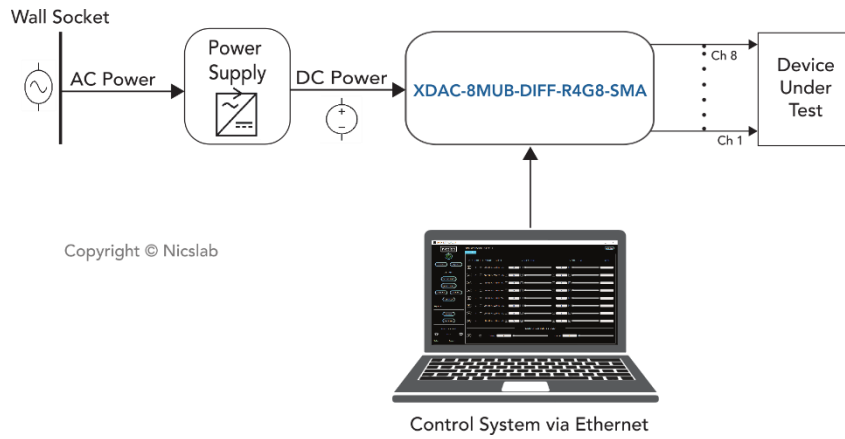 Wall Socket
AC Power
Power
Supply
DC Power
XDAC-8MUB-DIFF-R4G8-SMA
Ch 8
Ch 1
Device
Under
Test
Copyright © Nicslab
Control System via Ethernet